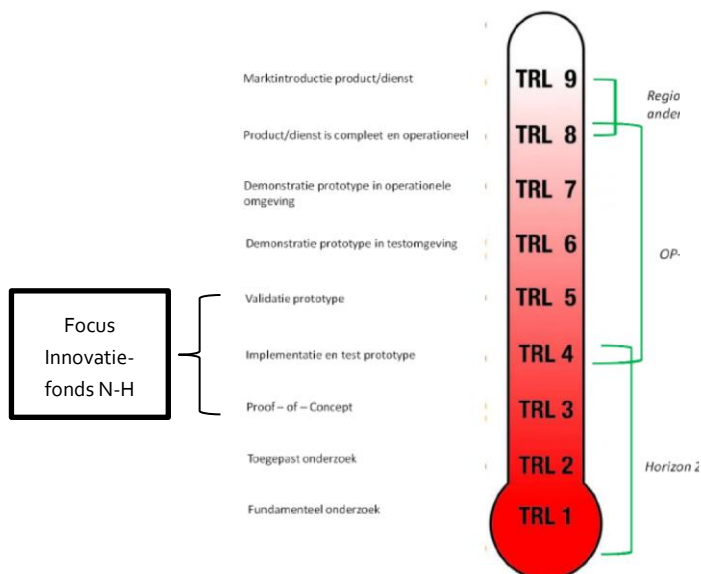 Marktintroductie product/dienst
TRL 9
Regio
ander
Product/dienst is compleet en operationeel
TRL 8
Demonstratie prototype in operationele
omgeving
TRL 7
Demonstratie prototype in testomgeving
TRL 6
OP-
Focus
Innovatie-
fonds N-H
Validatie prototype
TRL 5
Implementatie en test prototype
TRL 4
Proof – of – Concept
TRL 3
Toegepast onderzoek
TRL 2
Horizon 2
Fundamenteel onderzoek
TRL 1